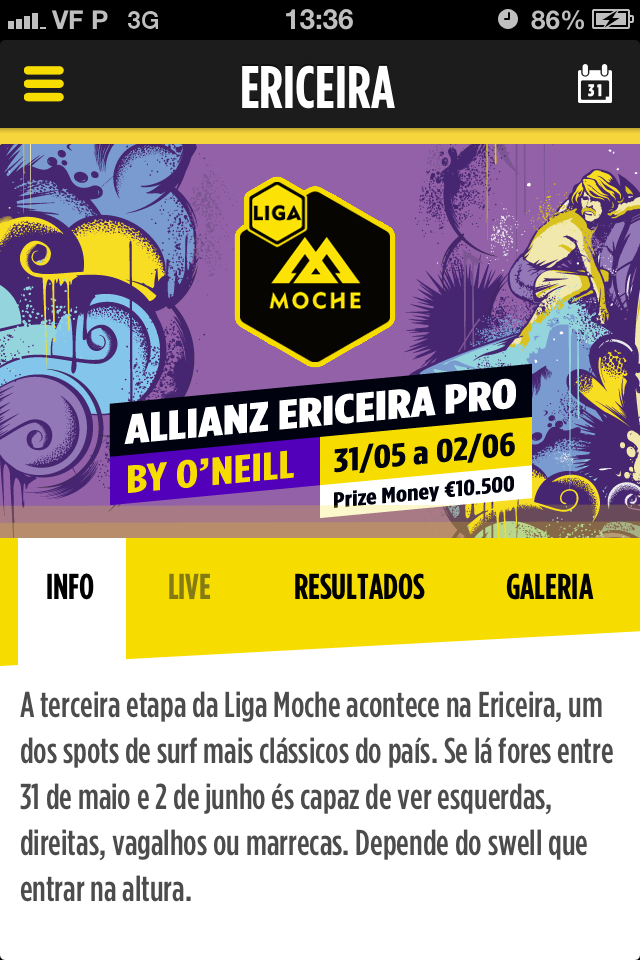 VF P 3G 13:36 86%
ERICEIRA
31
LIGA
MOCHE
ALLIANZ ERICEIRA PRO
BY O'NEILL
31/05 a 02/06
Prize Money €10.500
INFO LIVE RESULTADOS GALERIA
A terceira etapa da Liga Moche acontece na Ericeira, um
dos spots de surf mais clássicos do país. Se lá fores entre
31 de maio e 2 de junho és capaz de ver esquerdas,
direitas, vagalhos ou marrecas. Depende do swell que
entrar na altura.